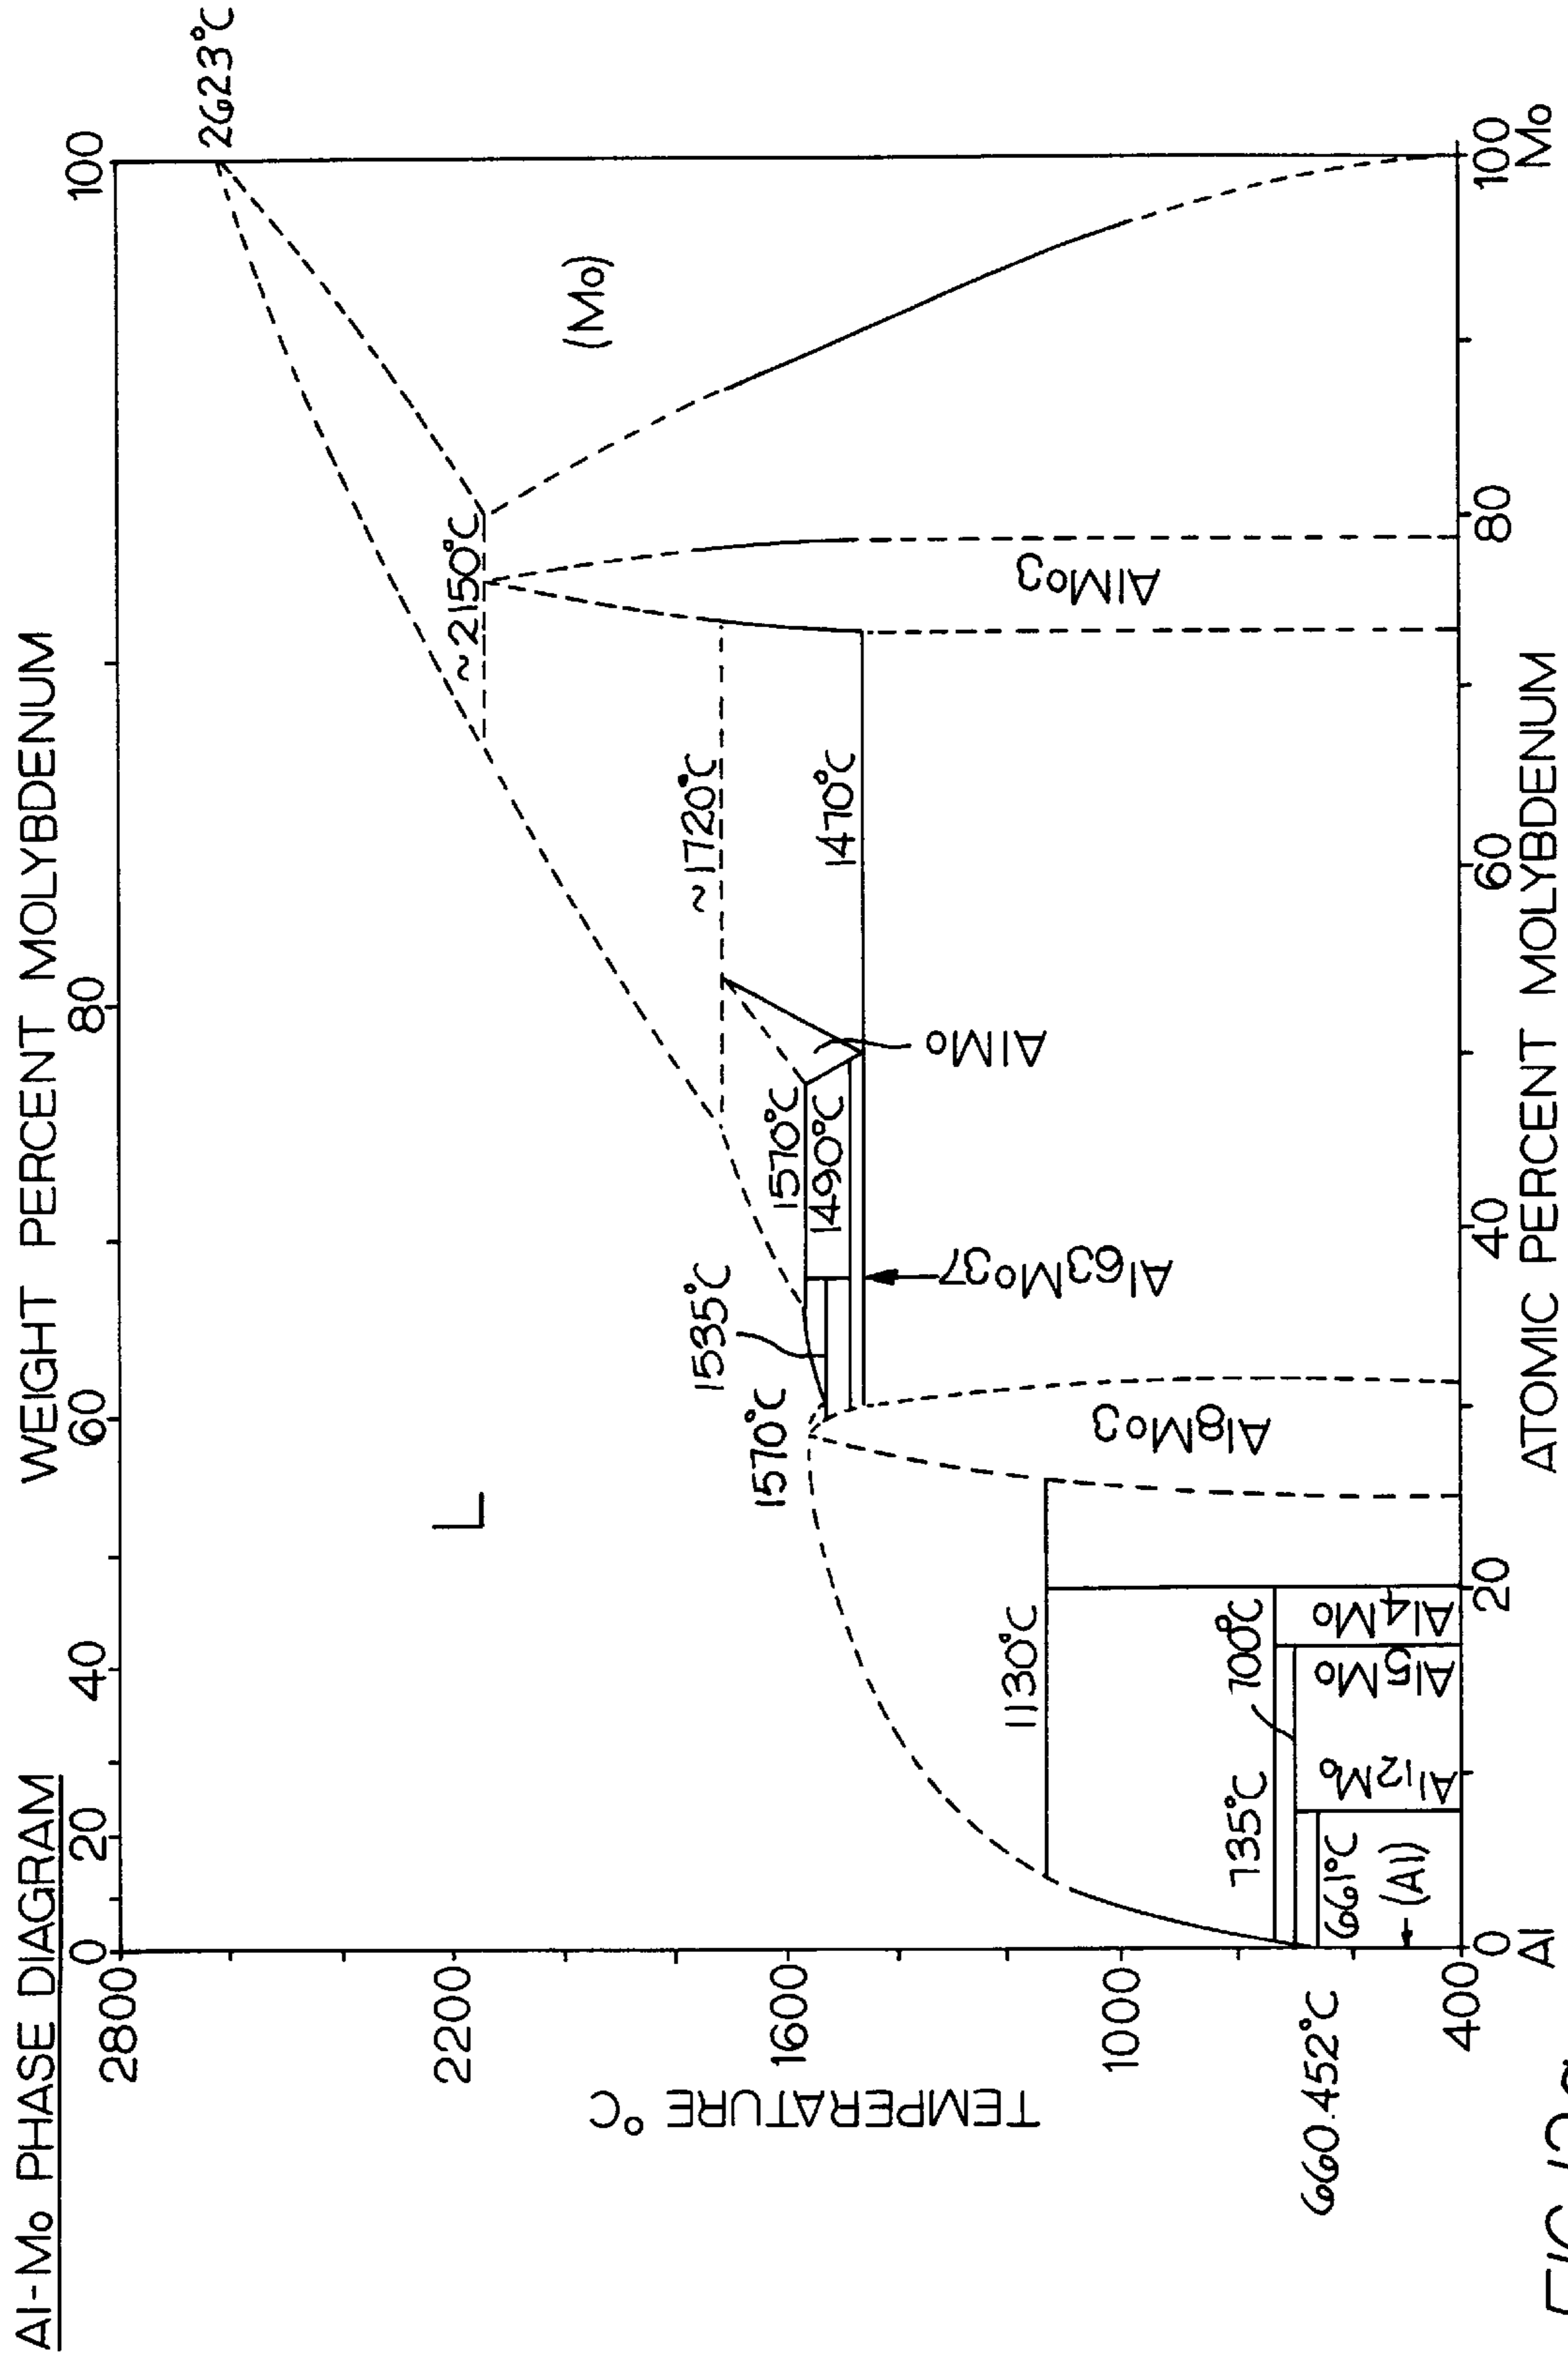 Al-Mo PHASE DIAGRAM
WEIGHT PERCENT MOLYBDENUM
0 20 40 60 80 100
2800
2200
1600
1000
400
TEMPERATURE °C
660.452°C
2623°C
L
(Mo)
~2150°C
~1720°C
1570°C
1535°C
1570°C
1490°C
1470°C
AlMo
Al63Mo37
AlMo3
Al8Mo3
1130°C
735°C
700°C
661°C
(Al)
Al12Mo
Al5Mo
Al4Mo
0 20 40 60 80 100
Al
ATOMIC PERCENT MOLYBDENUM
Mo